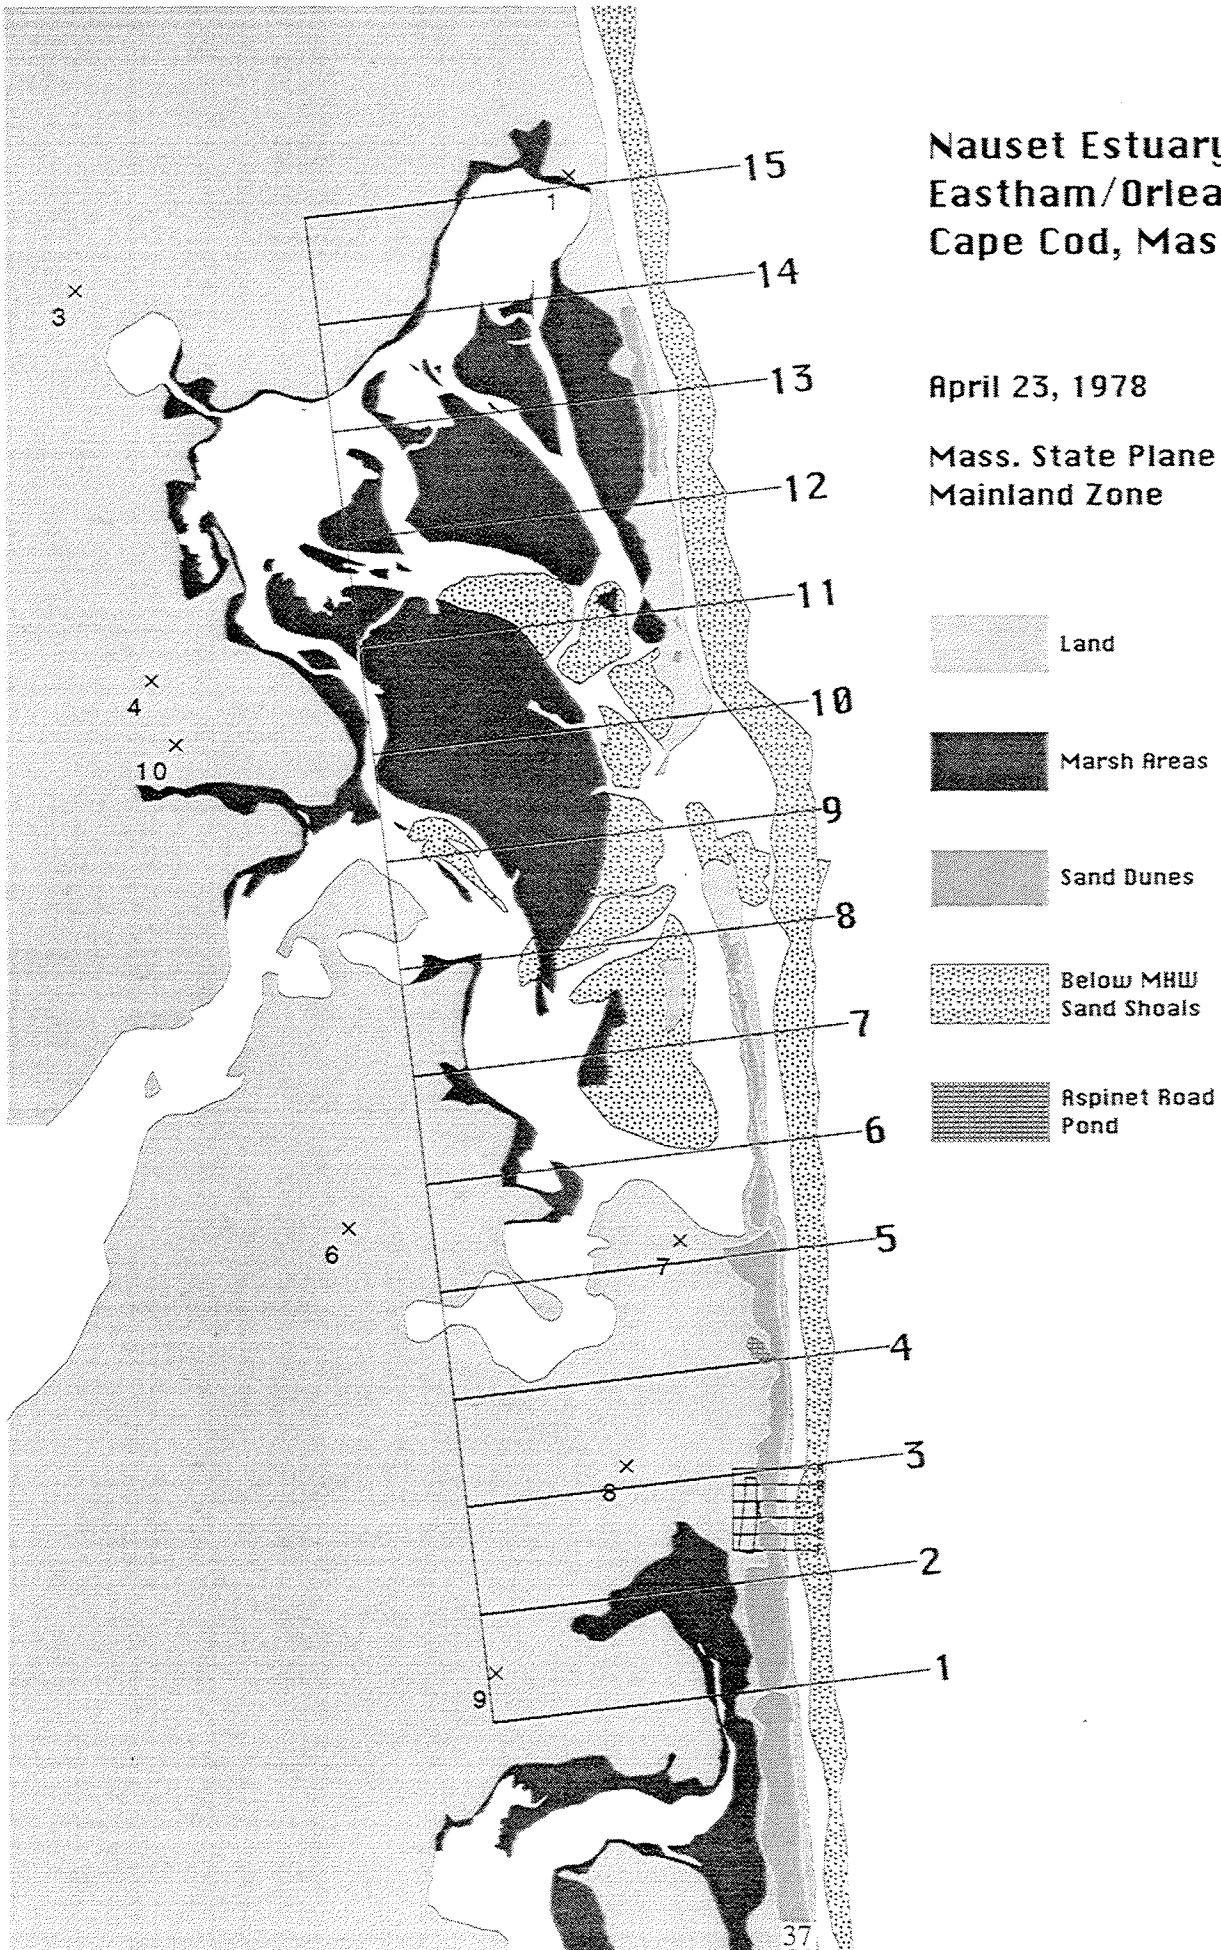 Nauset Estuary
Eastham/Orlea
Cape Cod, Mas
April 23, 1978
Mass. State Plane
Mainland Zone
Land
Marsh Areas
Sand Dunes
Below MHW
Sand Shoals
Aspinet Road
Pond
15
1
14
3
13
12
11
4
10
10
9
8
7
6
6
7
5
4
3
8
2
9
1
37